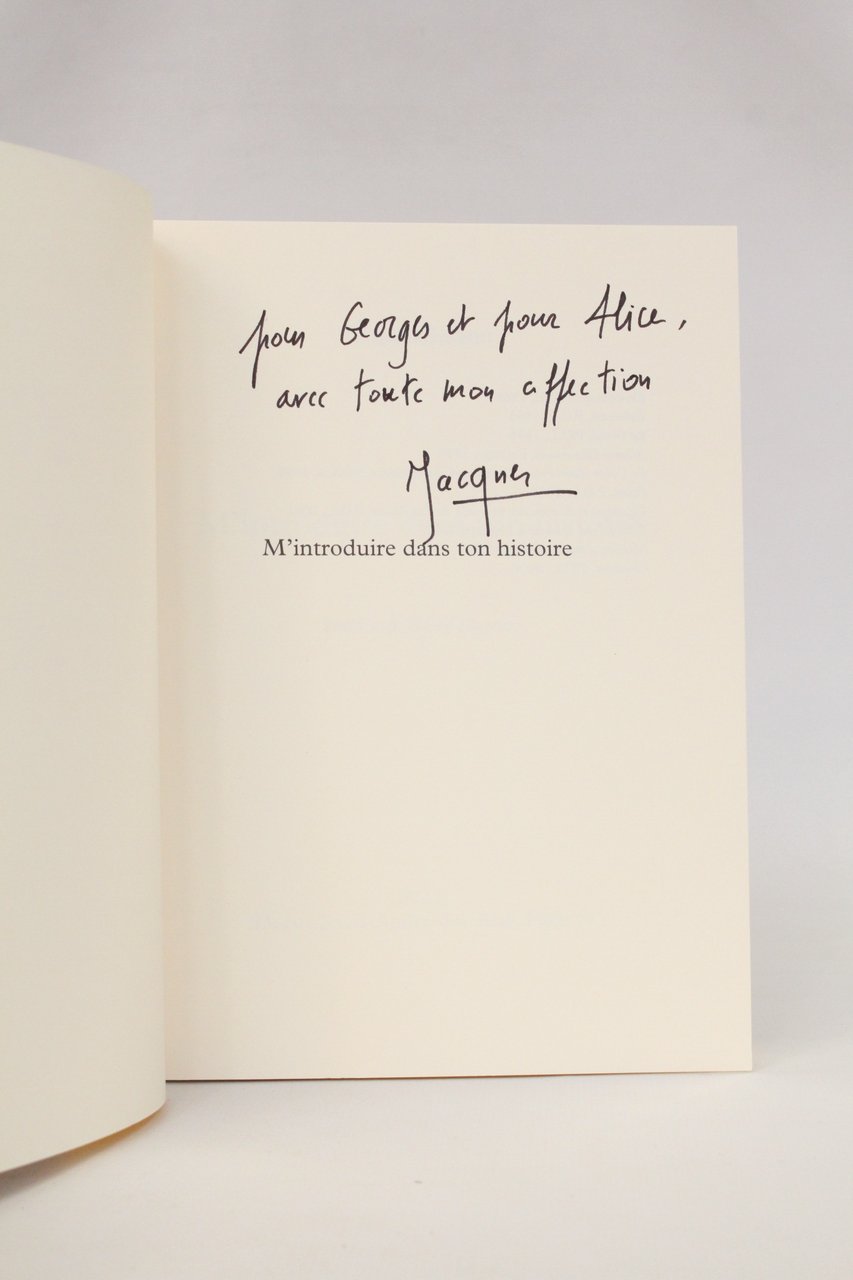 pour Georges et pour Alice,
avec toute mon affection
Jacques
M'introduire dans ton histoire